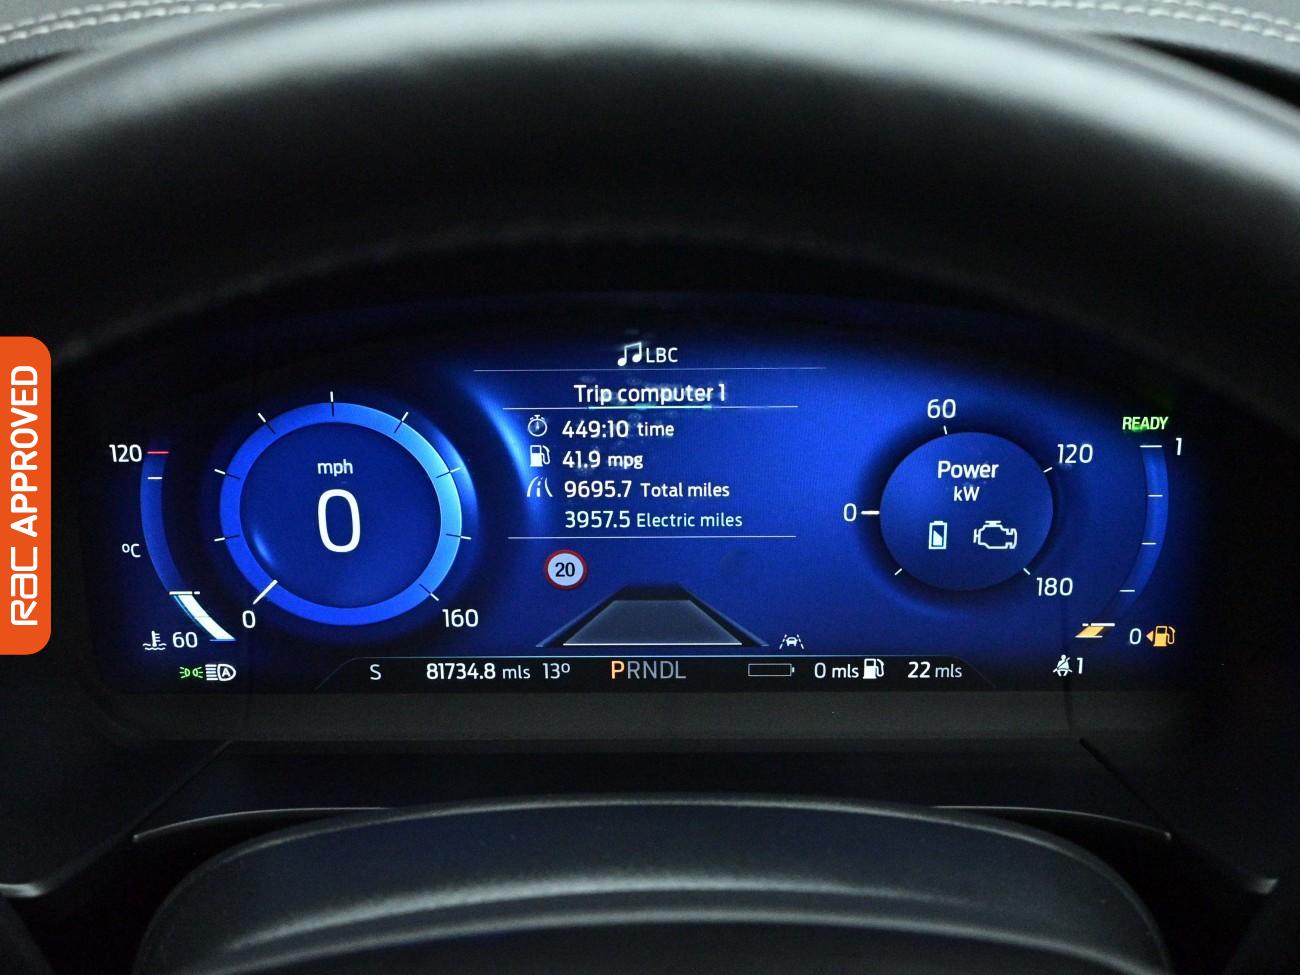 RAC APPROVED
LBC
Trip computer 1
449:10 time
41.9 mpg
9695.7 Total miles
3957.5 Electric miles
20
120
°C
60
mph
0
0
160
60
120
0
180
Power
kW
READY
1
0
S 81734.8 mls 13° PRNDL 0 mls 22 mls
A
1